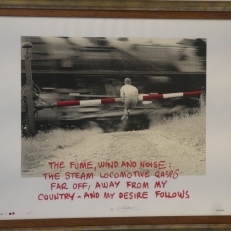 THE FUME, WIND AND NOISE:
THE STEAM LOCOMOTIVE GASPS
FAR OFF, AWAY FROM MY
COUNTRY - AND MY DESIRE FOLLOWS